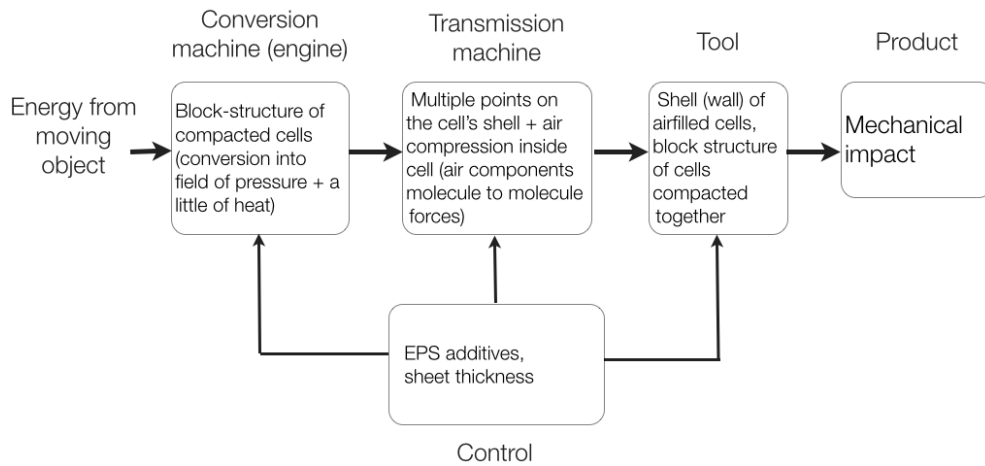 Conversion
machine (engine)
Transmission
machine
Tool
Product
Energy from
moving
object
Block-structure of
compacted cells
(conversion into
field of pressure + a
little of heat)
Multiple points on
the cell's shell + air
compression inside
cell (air components
molecule to molecule
forces)
Shell (wall) of
airfilled cells,
block structure
of cells
compacted
together
Mechanical
impact
EPS additives,
sheet thickness
Control